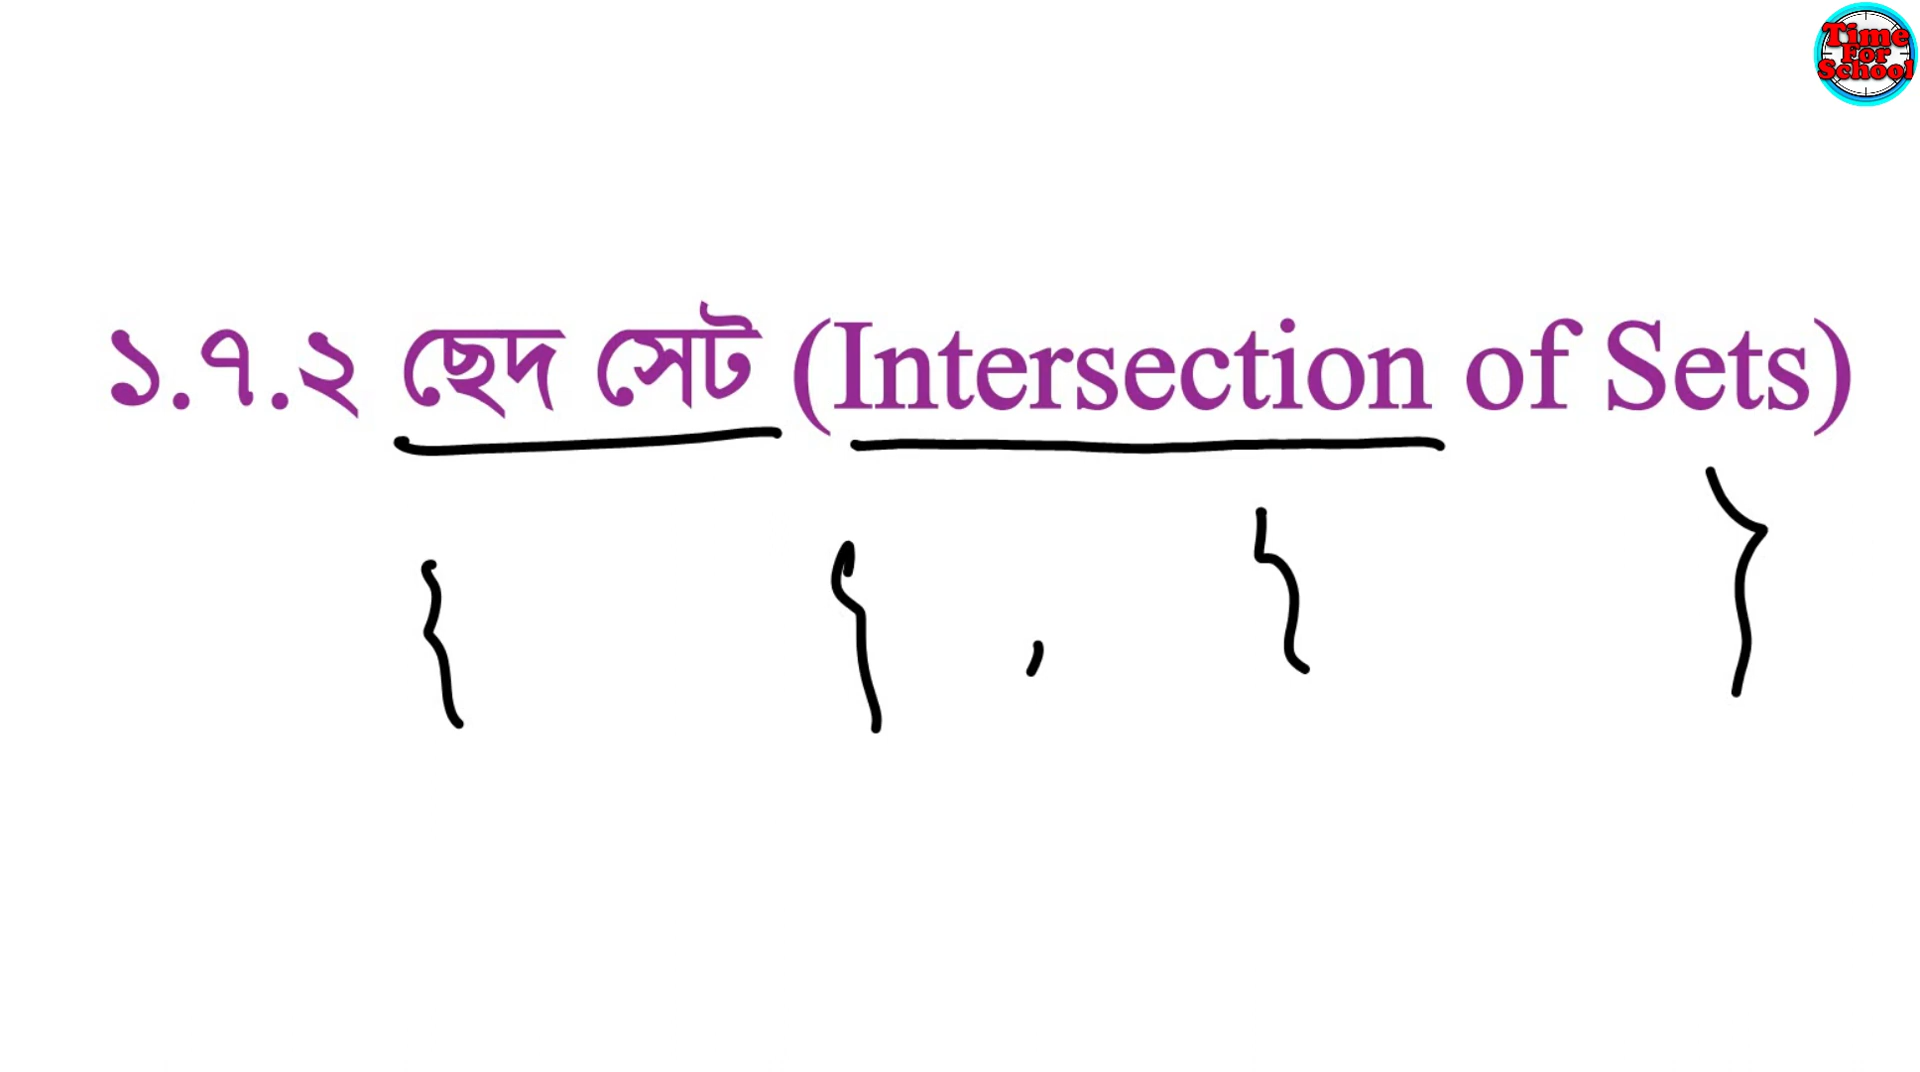 Time
For
School
১.৭.২ ছেদ সেট (Intersection of Sets)
{ } , { }